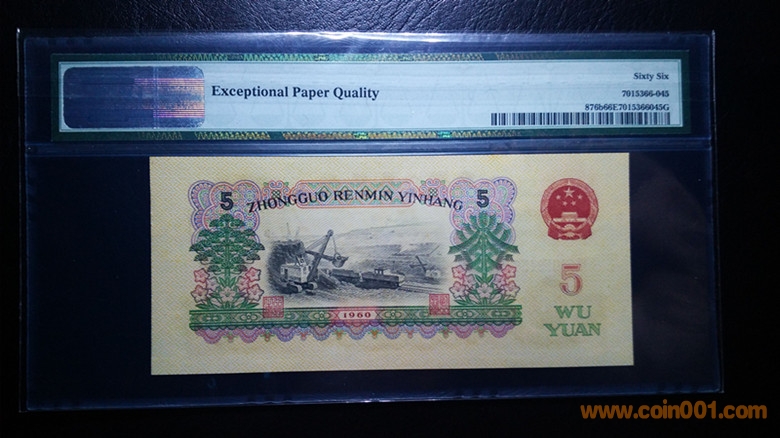 Exceptional Paper Quality
Sixty Six
7015366-045
876b66E7015366045G
5 5
ZHONGGUO RENMIN YINHANG
5
WU
YUAN
1960
www.coin001.com